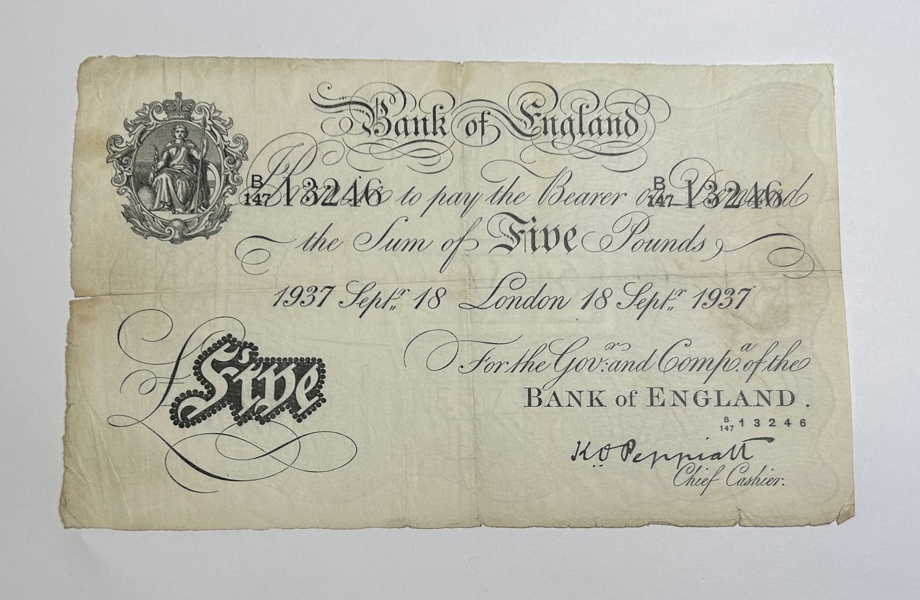 Bank of England
B/147 13246 to pay the Bearer on Demand B/147 13246
the Sum of Five Pounds
1937 Septr 18 London 18 Septr 1937
For the Govr: and Compa. of the
BANK of ENGLAND.
B/147 13246
£Five
K.O. Peppiatt
Chief Cashier.